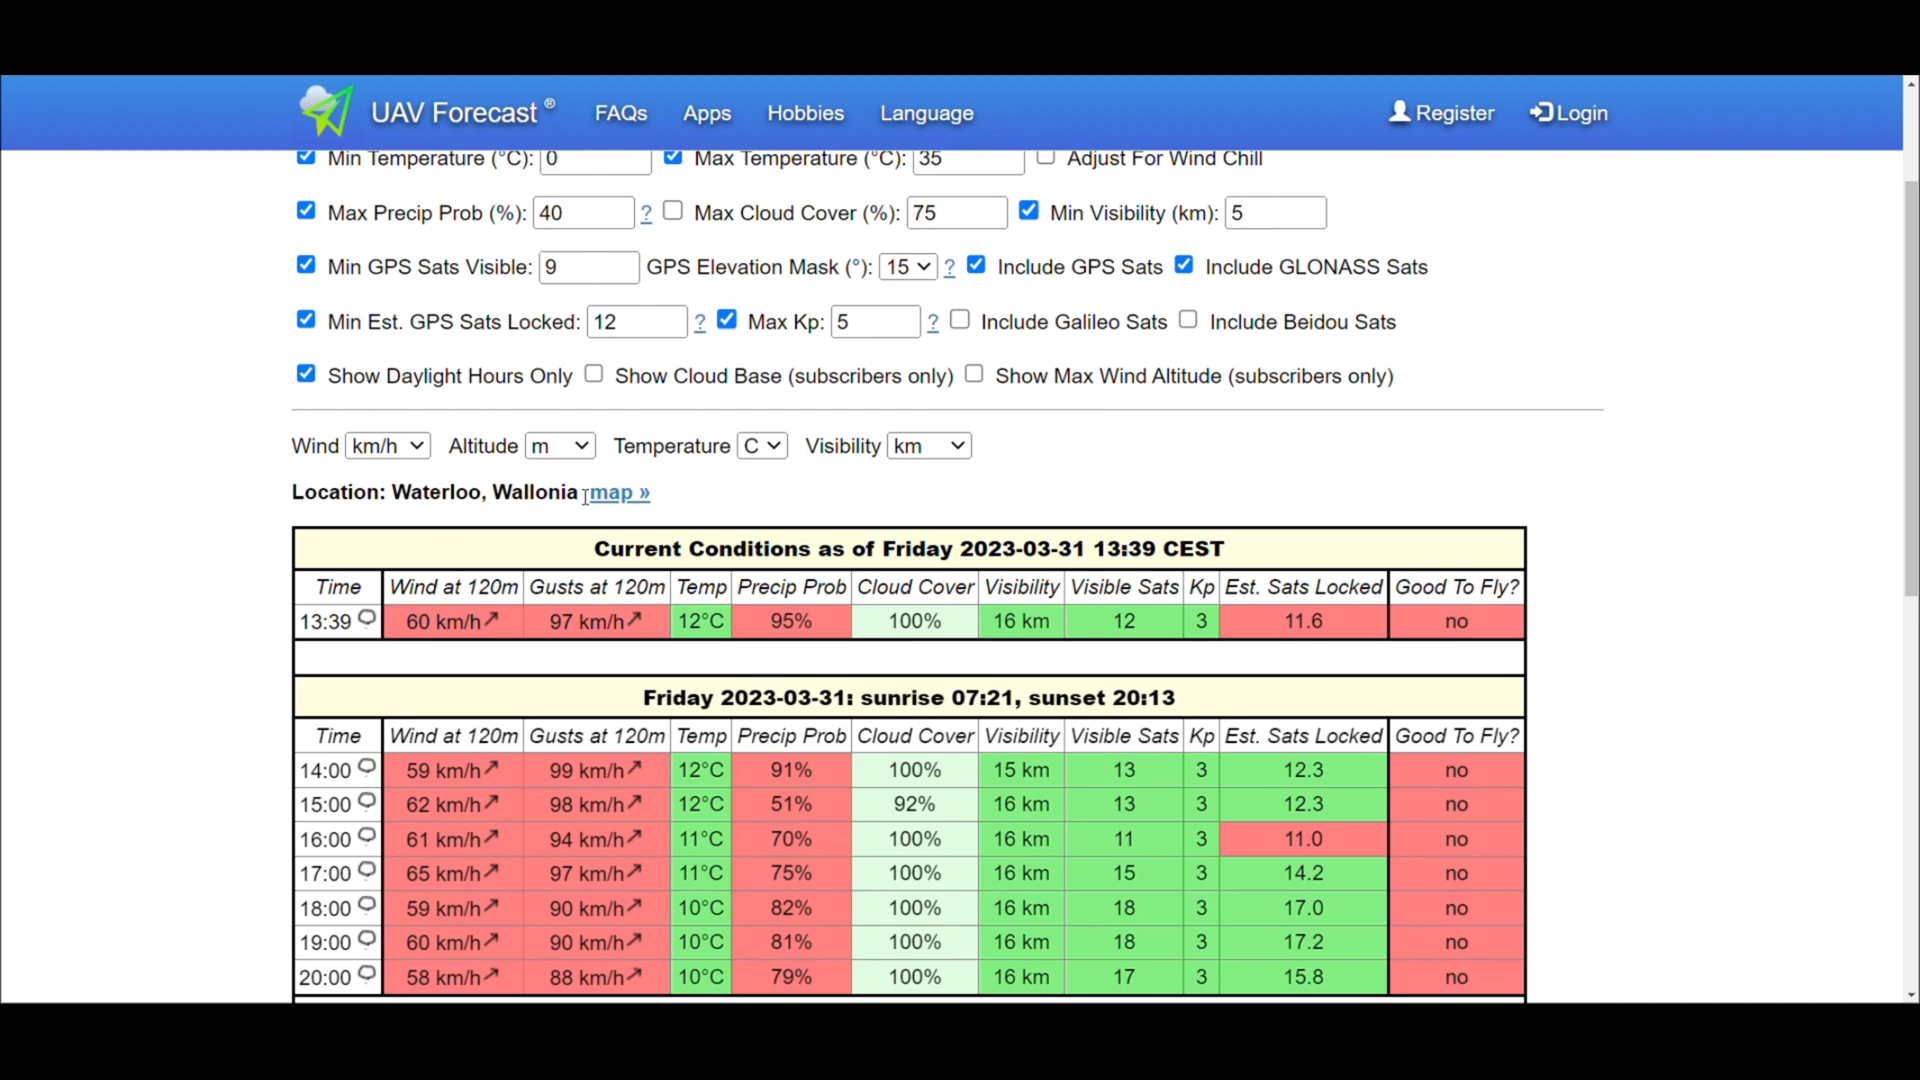 UAV Forecast ® FAQs Apps Hobbies Language Register Login
Min Temperature (°C): 0 Max Temperature (°C): 35 Adjust For Wind Chill
Max Precip Prob (%): 40 ? Max Cloud Cover (%): 75 Min Visibility (km): 5
Min GPS Sats Visible: 9 GPS Elevation Mask (°): 15 ? Include GPS Sats Include GLONASS Sats
Min Est. GPS Sats Locked: 12 ? Max Kp: 5 ? Include Galileo Sats Include Beidou Sats
Show Daylight Hours Only Show Cloud Base (subscribers only) Show Max Wind Altitude (subscribers only)
Wind km/h Altitude m Temperature C Visibility km
Location: Waterloo, Wallonia map »
Current Conditions as of Friday 2023-03-31 13:39 CEST
Time Wind at 120m Gusts at 120m Temp Precip Prob Cloud Cover Visibility Visible Sats Kp Est. Sats Locked Good To Fly?
13:39 60 km/h↗ 97 km/h↗ 12°C 95% 100% 16 km 12 3 11.6 no
Friday 2023-03-31: sunrise 07:21, sunset 20:13
Time Wind at 120m Gusts at 120m Temp Precip Prob Cloud Cover Visibility Visible Sats Kp Est. Sats Locked Good To Fly?
14:00 59 km/h↗ 99 km/h↗ 12°C 91% 100% 15 km 13 3 12.3 no
15:00 62 km/h↗ 98 km/h↗ 12°C 51% 92% 16 km 13 3 12.3 no
16:00 61 km/h↗ 94 km/h↗ 11°C 70% 100% 16 km 11 3 11.0 no
17:00 65 km/h↗ 97 km/h↗ 11°C 75% 100% 16 km 15 3 14.2 no
18:00 59 km/h↗ 90 km/h↗ 10°C 82% 100% 16 km 18 3 17.0 no
19:00 60 km/h↗ 90 km/h↗ 10°C 81% 100% 16 km 18 3 17.2 no
20:00 58 km/h↗ 88 km/h↗ 10°C 79% 100% 16 km 17 3 15.8 no